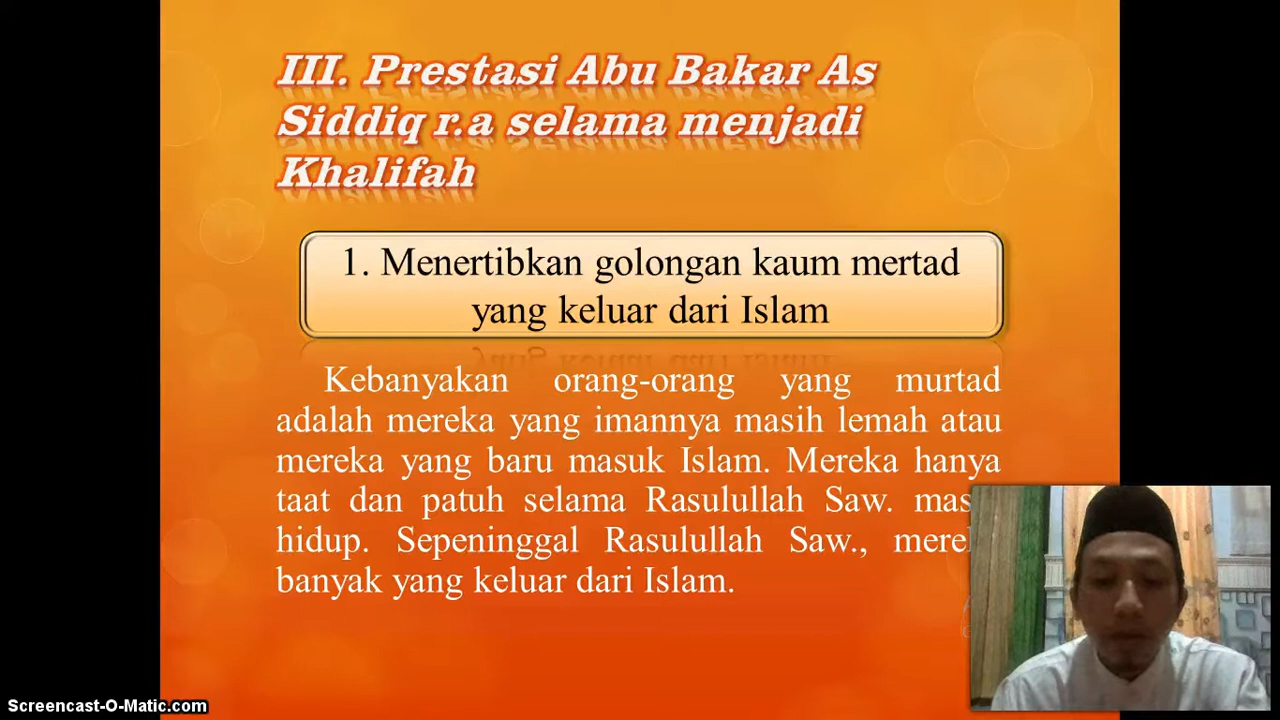 III. Prestasi Abu Bakar As
Siddiq r.a selama menjadi
Khalifah
1. Menertibkan golongan kaum mertad
yang keluar dari Islam
Kebanyakan orang-orang yang murtad
adalah mereka yang imannya masih lemah atau
mereka yang baru masuk Islam. Mereka hanya
taat dan patuh selama Rasulullah Saw.
hidup. Sepeninggal Rasulullah Saw.,
banyak yang keluar dari Islam.
Screencast-O-Matic.com